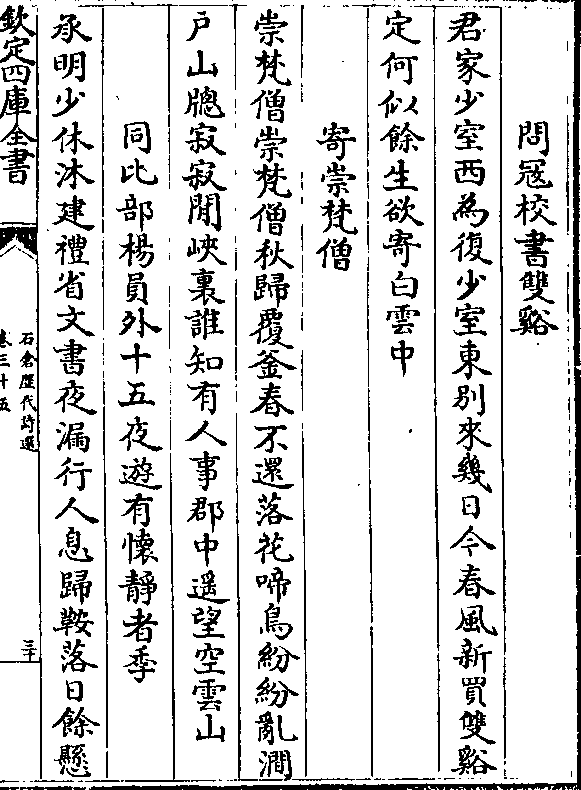 問冦校書雙谿
君家少室西為復少室東別來幾日今春風新買雙谿
定何似餘生欲寄白雲中
寄崇梵僧
崇梵僧崇梵僧秋歸覆釜春不還落花啼鳥紛紛亂澗
戸山牕寂寂閒峽裏誰知有人事郡中遥望空雲山
同比部楊員外十五夜遊有懷静者季
承明少休沐建禮省文書夜漏行人息歸鞍落日餘懸
欽定四庫全書
石倉歷代詩選
卷三十五
三十